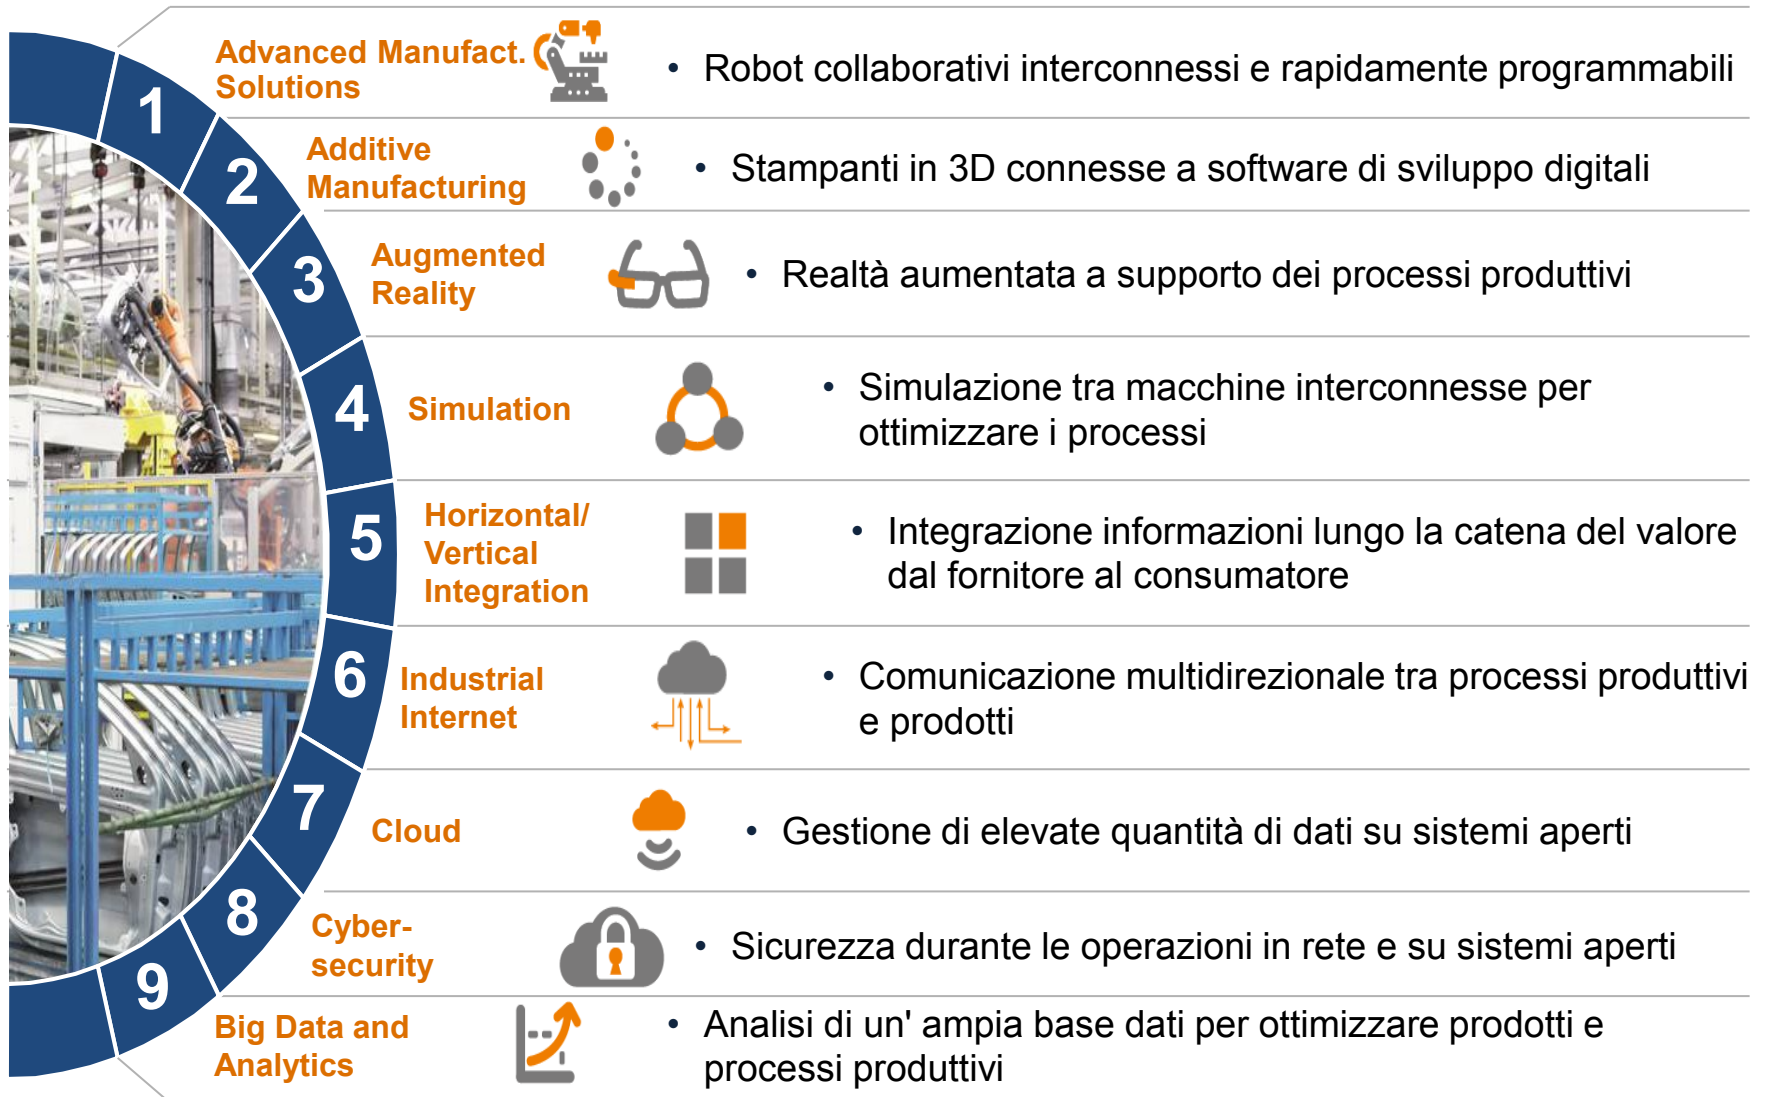 1
Advanced Manufact.
Solutions
• Robot collaborativi interconnessi e rapidamente programmabili
2
Additive
Manufacturing
• Stampanti in 3D connesse a software di sviluppo digitali
3
Augmented
Reality
• Realtà aumentata a supporto dei processi produttivi
4
Simulation
• Simulazione tra macchine interconnesse per
ottimizzare i processi
5
Horizontal/
Vertical
Integration
• Integrazione informazioni lungo la catena del valore
dal fornitore al consumatore
6
Industrial
Internet
• Comunicazione multidirezionale tra processi produttivi
e prodotti
7
Cloud
• Gestione di elevate quantità di dati su sistemi aperti
8
Cyber-
security
• Sicurezza durante le operazioni in rete e su sistemi aperti
9
Big Data and
Analytics
• Analisi di un' ampia base dati per ottimizzare prodotti e
processi produttivi